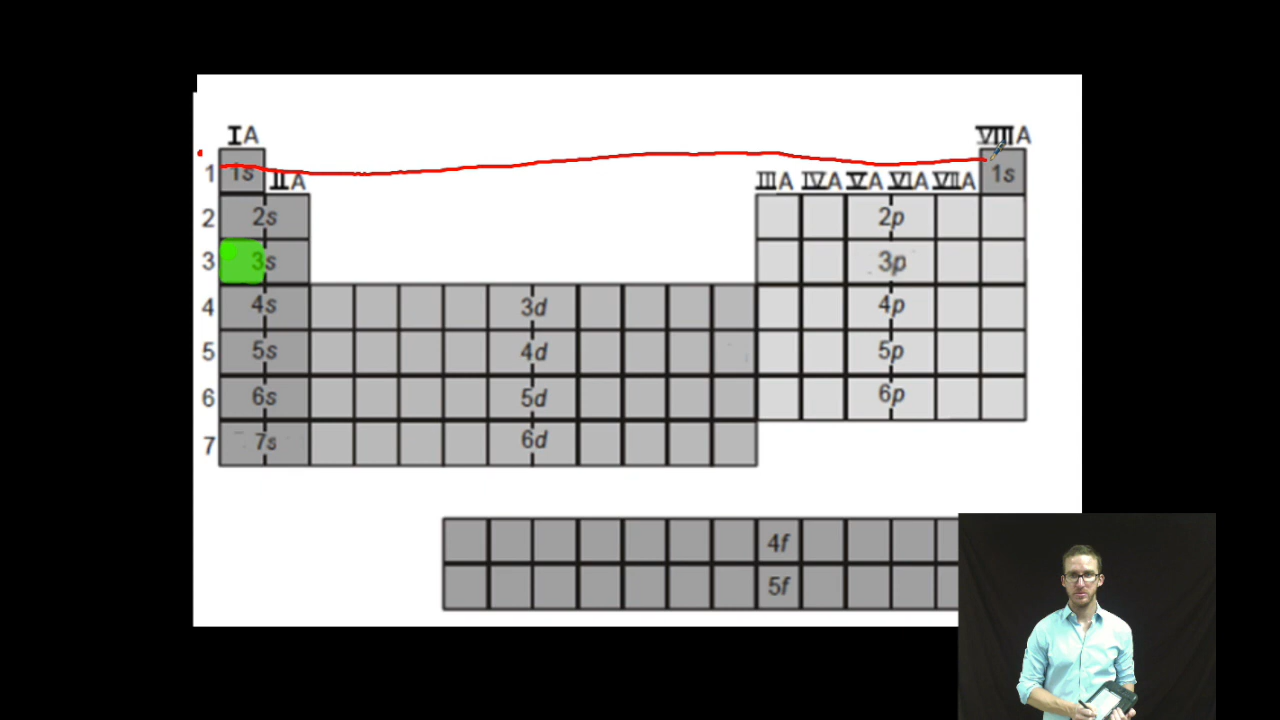 IA VIIIA
1 1s IIA IIIA IVA VA VIA VIIA 1s
2 2s 2p
3 3s 3p
4 4s 3d 4p
5 5s 4d 5p
6 6s 5d 6p
7 7s 6d
4f
5f